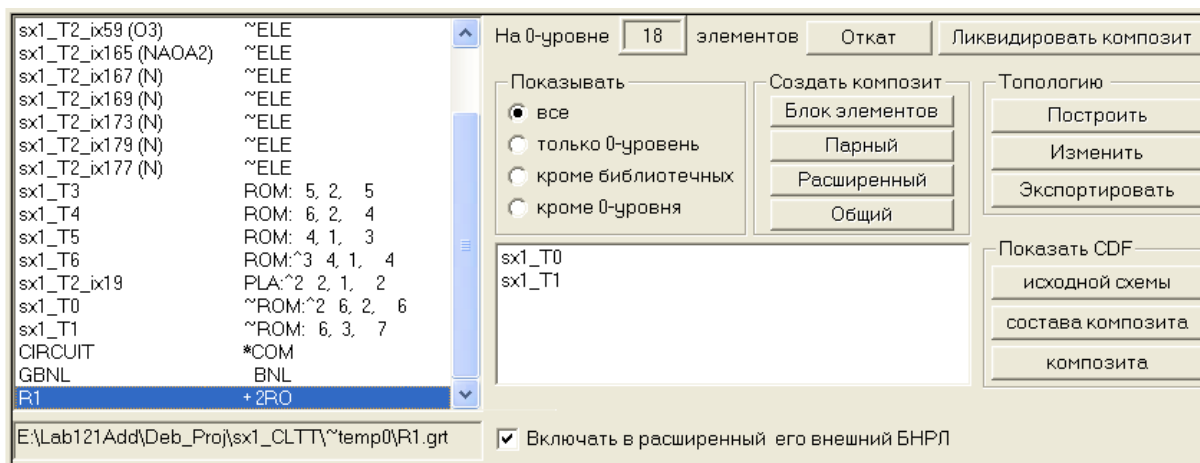 sx1_T2_ix59 (O3) ~ELE
sx1_T2_ix165 (NAOA2) ~ELE
sx1_T2_ix167 (N) ~ELE
sx1_T2_ix169 (N) ~ELE
sx1_T2_ix173 (N) ~ELE
sx1_T2_ix179 (N) ~ELE
sx1_T2_ix177 (N) ~ELE
sx1_T3 ROM: 5, 2, 5
sx1_T4 ROM: 6, 2, 4
sx1_T5 ROM: 4, 1, 3
sx1_T6 ROM:^3 4, 1, 4
sx1_T2_ix19 PLA:^2 2, 1, 2
sx1_T0 ~ROM:^2 6, 2, 6
sx1_T1 ~ROM: 6, 3, 7
CIRCUIT *COM
GBNL BNL
R1 + 2RO
E:\Lab121Add\Deb_Proj\sx1_CLTT\~temp0\R1.grt
На 0-уровне 18 элементов Откат Ликвидировать композит
Показывать
все
только 0-уровень
кроме библиотечных
кроме 0-уровня
Создать композит
Блок элементов
Парный
Расширенный
Общий
Топологию
Построить
Изменить
Экспортировать
sx1_T0
sx1_T1
Показать CDF
исходной схемы
состава композита
композита
Включать в расширенный его внешний БНРЛ